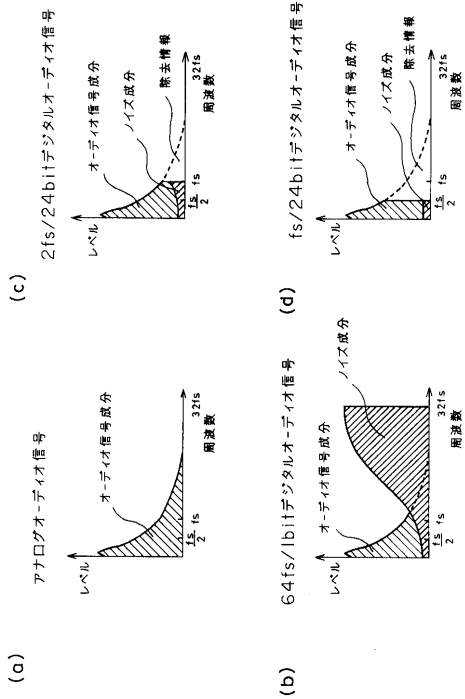 (a)
アナログオーディオ信号
レベル
オーディオ信号成分
fs/2
fs
32fs
周波数
(b)
64fs/1bitデジタルオーディオ信号
レベル
オーディオ信号成分
ノイズ成分
fs/2
fs
32fs
周波数
(c)
2fs/24bitデジタルオーディオ信号
レベル
オーディオ信号成分
ノイズ成分
除去情報
fs/2
fs
32fs
周波数
(d)
fs/24bitデジタルオーディオ信号
レベル
オーディオ信号成分
ノイズ成分
除去情報
fs/2
fs
32fs
周波数